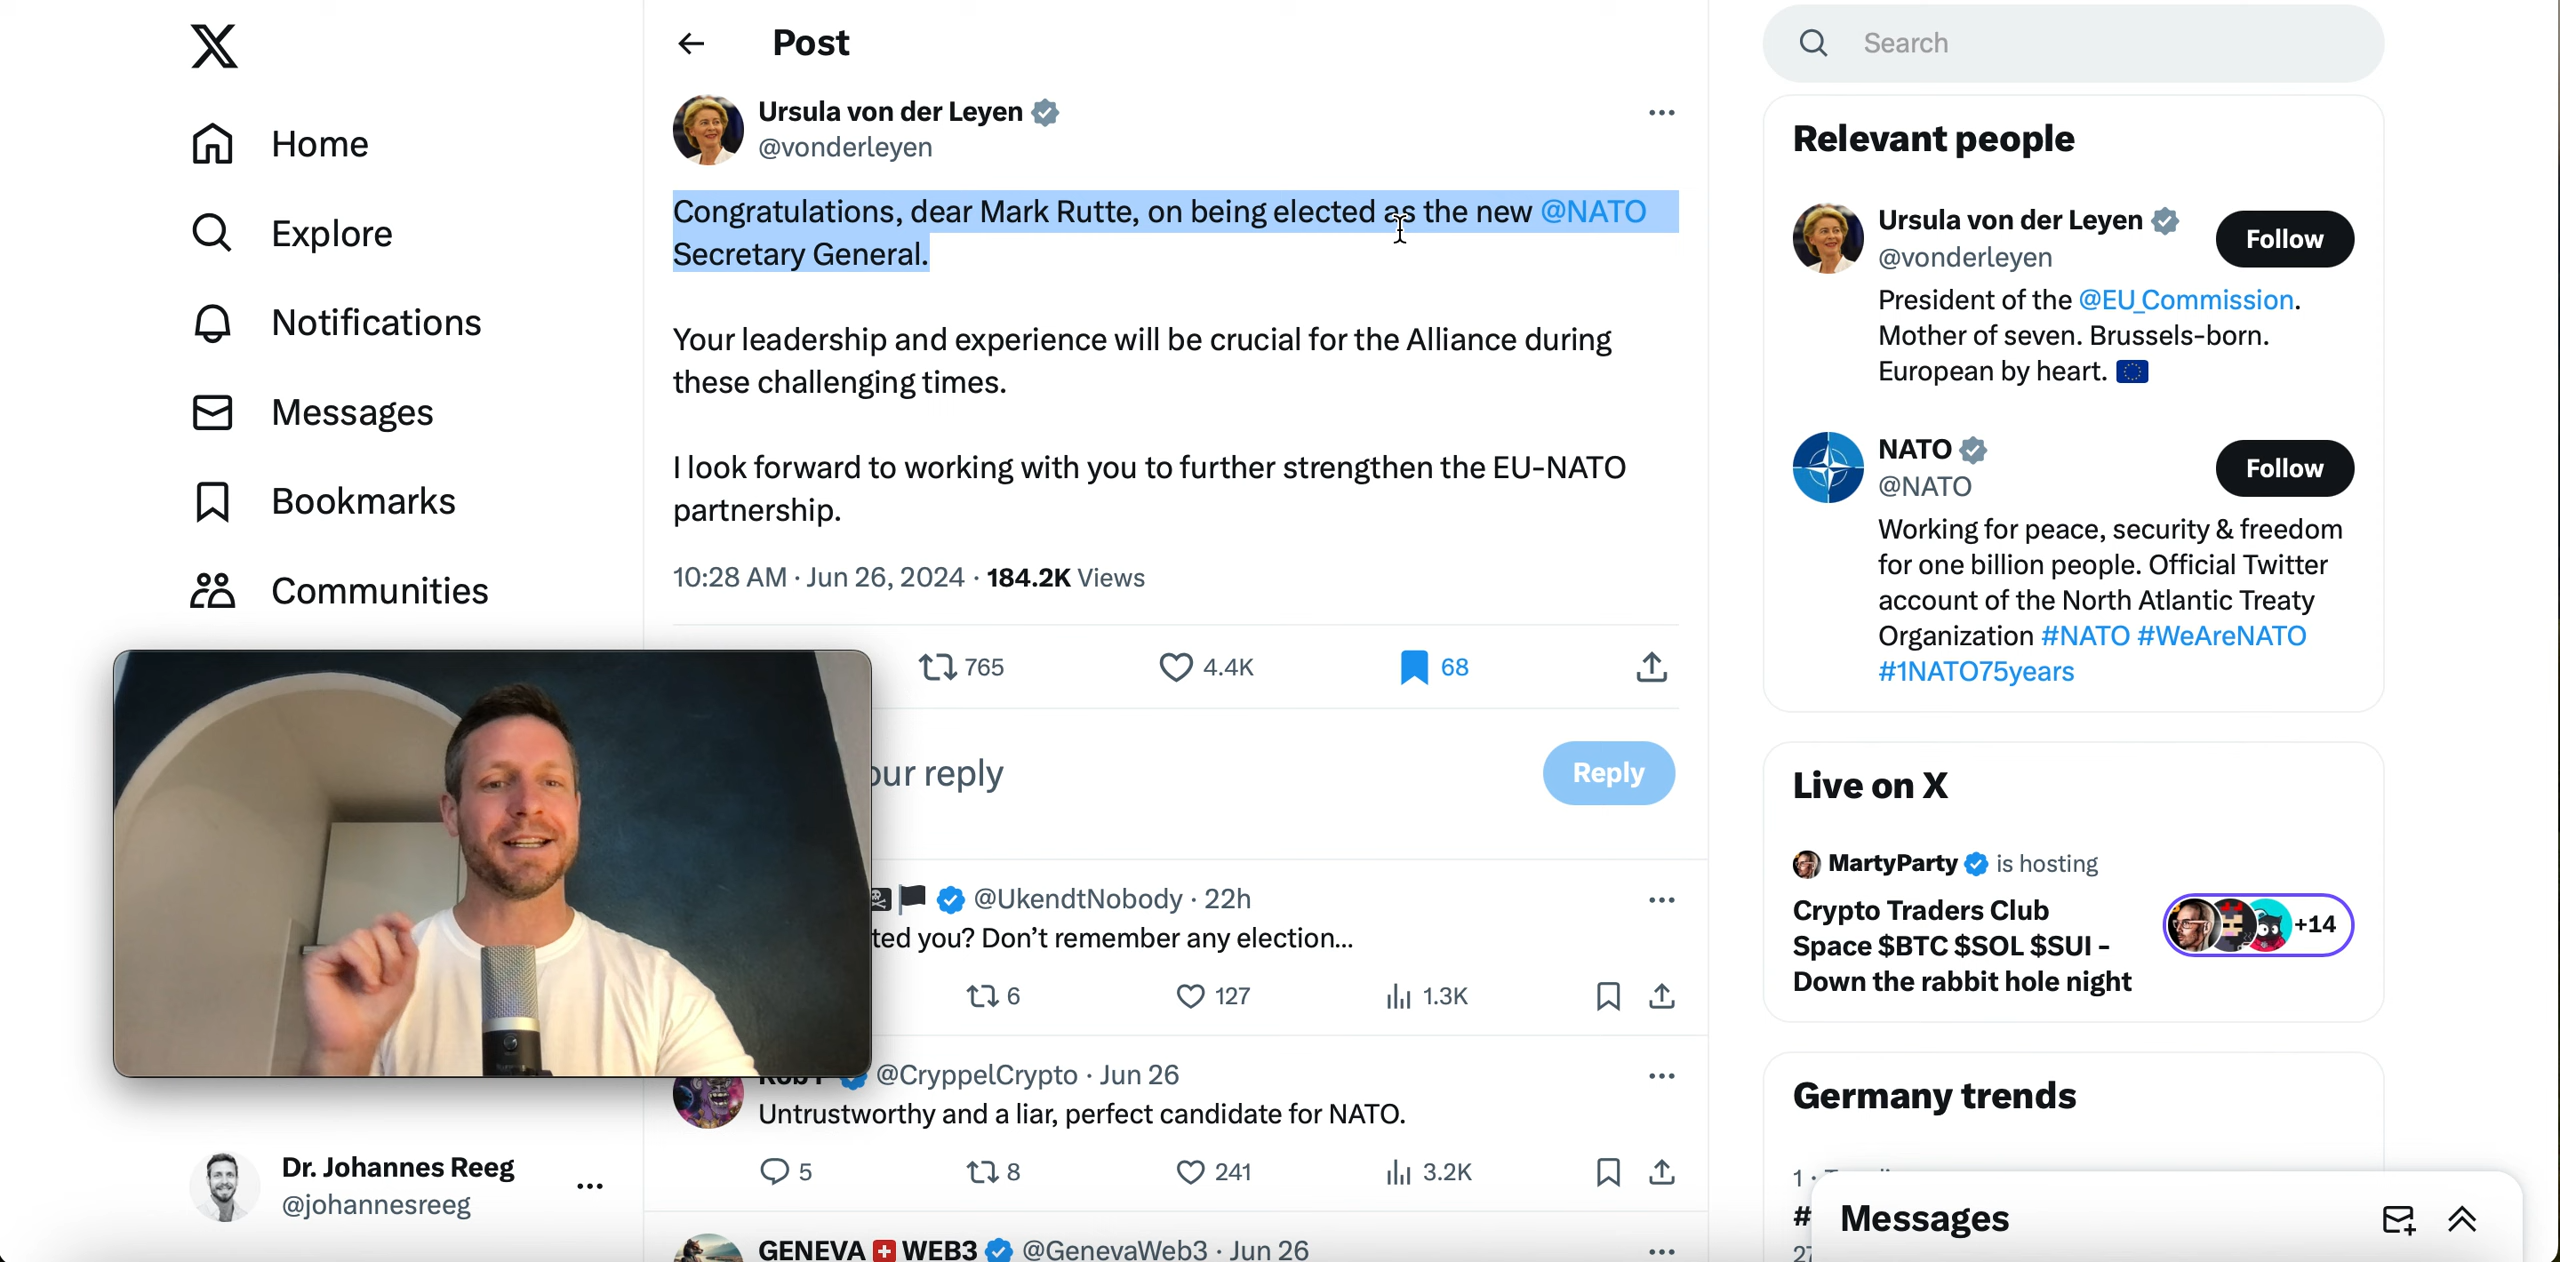 Home
Explore
Notifications
Messages
Bookmarks
Communities
Dr. Johannes Reeg
@johannesreeg
Post
Ursula von der Leyen
@vonderleyen
Congratulations, dear Mark Rutte, on being elected as the new @NATO
Secretary General.
Your leadership and experience will be crucial for the Alliance during
these challenging times.
I look forward to working with you to further strengthen the EU-NATO
partnership.
10:28 AM · Jun 26, 2024 · 184.2K Views
765 4.4K 68
our reply
Reply
@UkendtNobody · 22h
ted you? Don't remember any election...
6 127 1.3K
@CryppelCrypto · Jun 26
Untrustworthy and a liar, perfect candidate for NATO.
5 8 241 3.2K
GENEVA WEB3 @GenevaWeb3 · Jun 26
Search
Relevant people
Ursula von der Leyen
@vonderleyen
Follow
President of the @EU_Commission.
Mother of seven. Brussels-born.
European by heart.
NATO
@NATO
Follow
Working for peace, security & freedom
for one billion people. Official Twitter
account of the North Atlantic Treaty
Organization #NATO #WeAreNATO
#1NATO75years
Live on X
MartyParty is hosting
Crypto Traders Club
Space $BTC $SOL $SUI -
Down the rabbit hole night
+14
Germany trends
1 ·
#
Messages